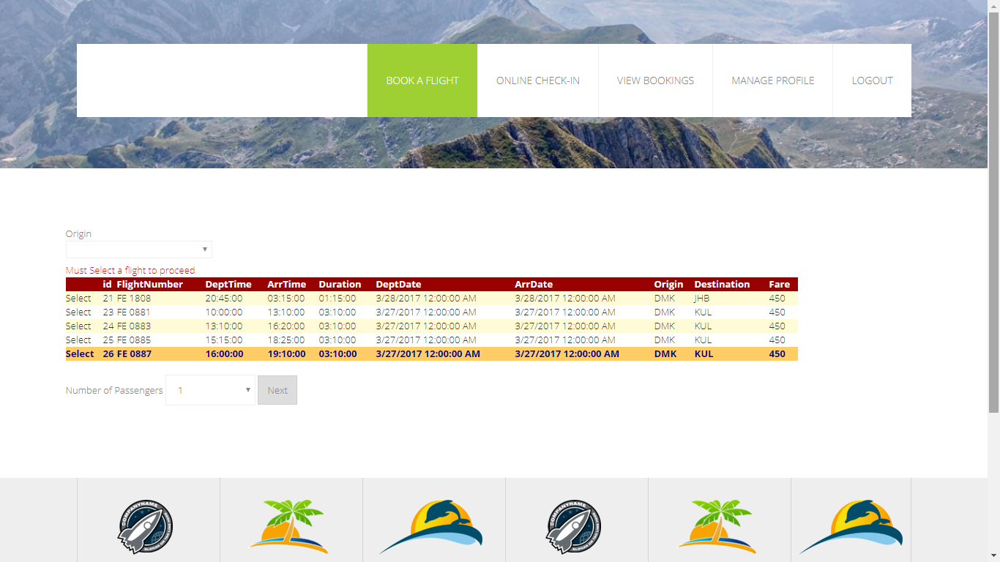 BOOK A FLIGHT ONLINE CHECK-IN VIEW BOOKINGS MANAGE PROFILE LOGOUT
Origin
Must Select a flight to proceed
id FlightNumber DeptTime ArrTime Duration DeptDate ArrDate Origin Destination Fare
Select 21 FE 1808 20:45:00 03:15:00 01:15:00 3/28/2017 12:00:00 AM 3/28/2017 12:00:00 AM DMK JHB 450
Select 23 FE 0881 10:00:00 13:10:00 03:10:00 3/27/2017 12:00:00 AM 3/27/2017 12:00:00 AM DMK KUL 450
Select 24 FE 0883 13:10:00 16:20:00 03:10:00 3/27/2017 12:00:00 AM 3/27/2017 12:00:00 AM DMK KUL 450
Select 25 FE 0885 15:15:00 18:25:00 03:10:00 3/27/2017 12:00:00 AM 3/27/2017 12:00:00 AM DMK KUL 450
Select 26 FE 0887 16:00:00 19:10:00 03:10:00 3/27/2017 12:00:00 AM 3/27/2017 12:00:00 AM DMK KUL 450
Number of Passengers 1 Next
COMPANYNAME COMPANYNAME